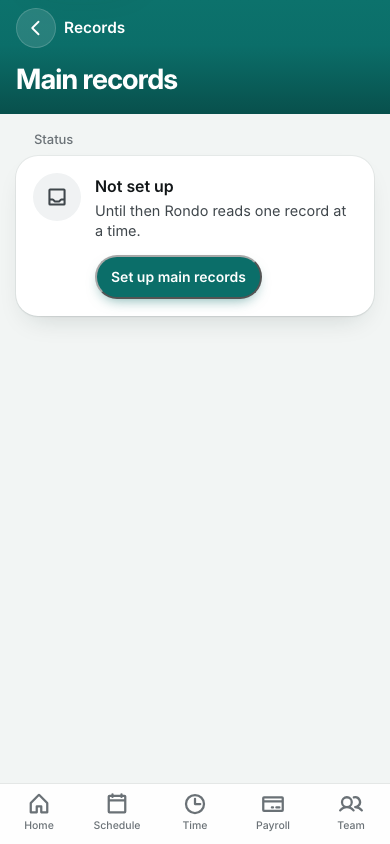 Records
Main records
Status
Not set up
Until then Rondo reads one record at
a time.
Set up main records
Home
Schedule
Time
Payroll
Team